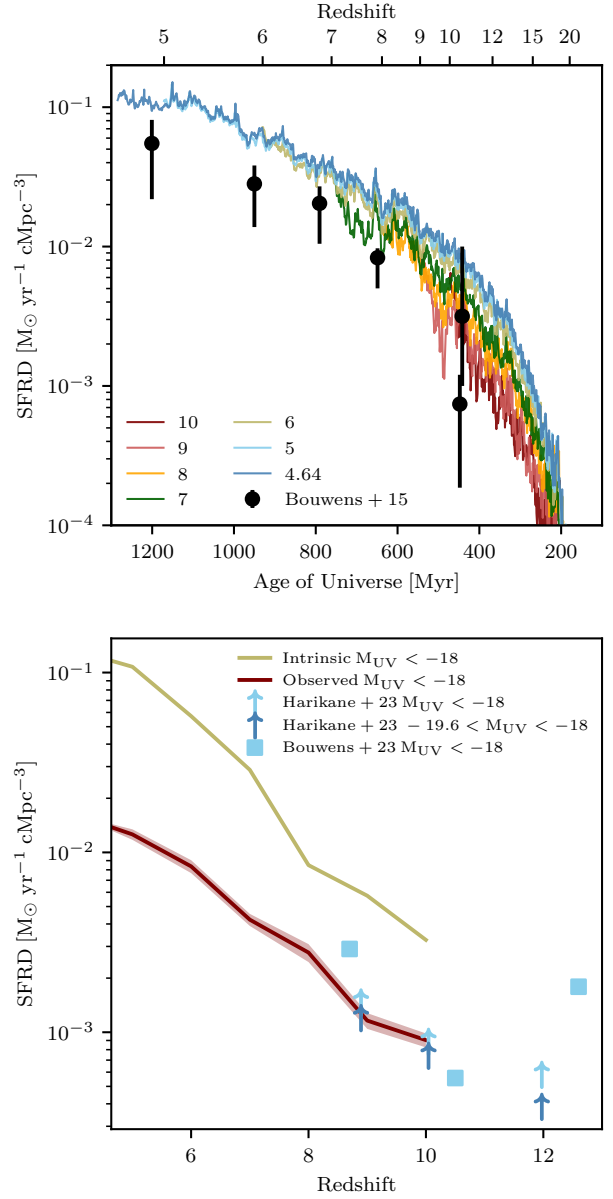 Redshift
5 6 7 8 9 10 12 15 20
10⁻¹
10⁻²
10⁻³
10⁻⁴
SFRD [M⊙ yr⁻¹ cMpc⁻³]
10 6
9 5
8 4.64
7 Bouwens + 15
1200 1000 800 600 400 200
Age of Universe [Myr]
Intrinsic M_UV < −18
Observed M_UV < −18
Harikane + 23 M_UV < −18
Harikane + 23 − 19.6 < M_UV < −18
Bouwens + 23 M_UV < −18
10⁻¹
10⁻²
10⁻³
SFRD [M⊙ yr⁻¹ cMpc⁻³]
6 8 10 12
Redshift